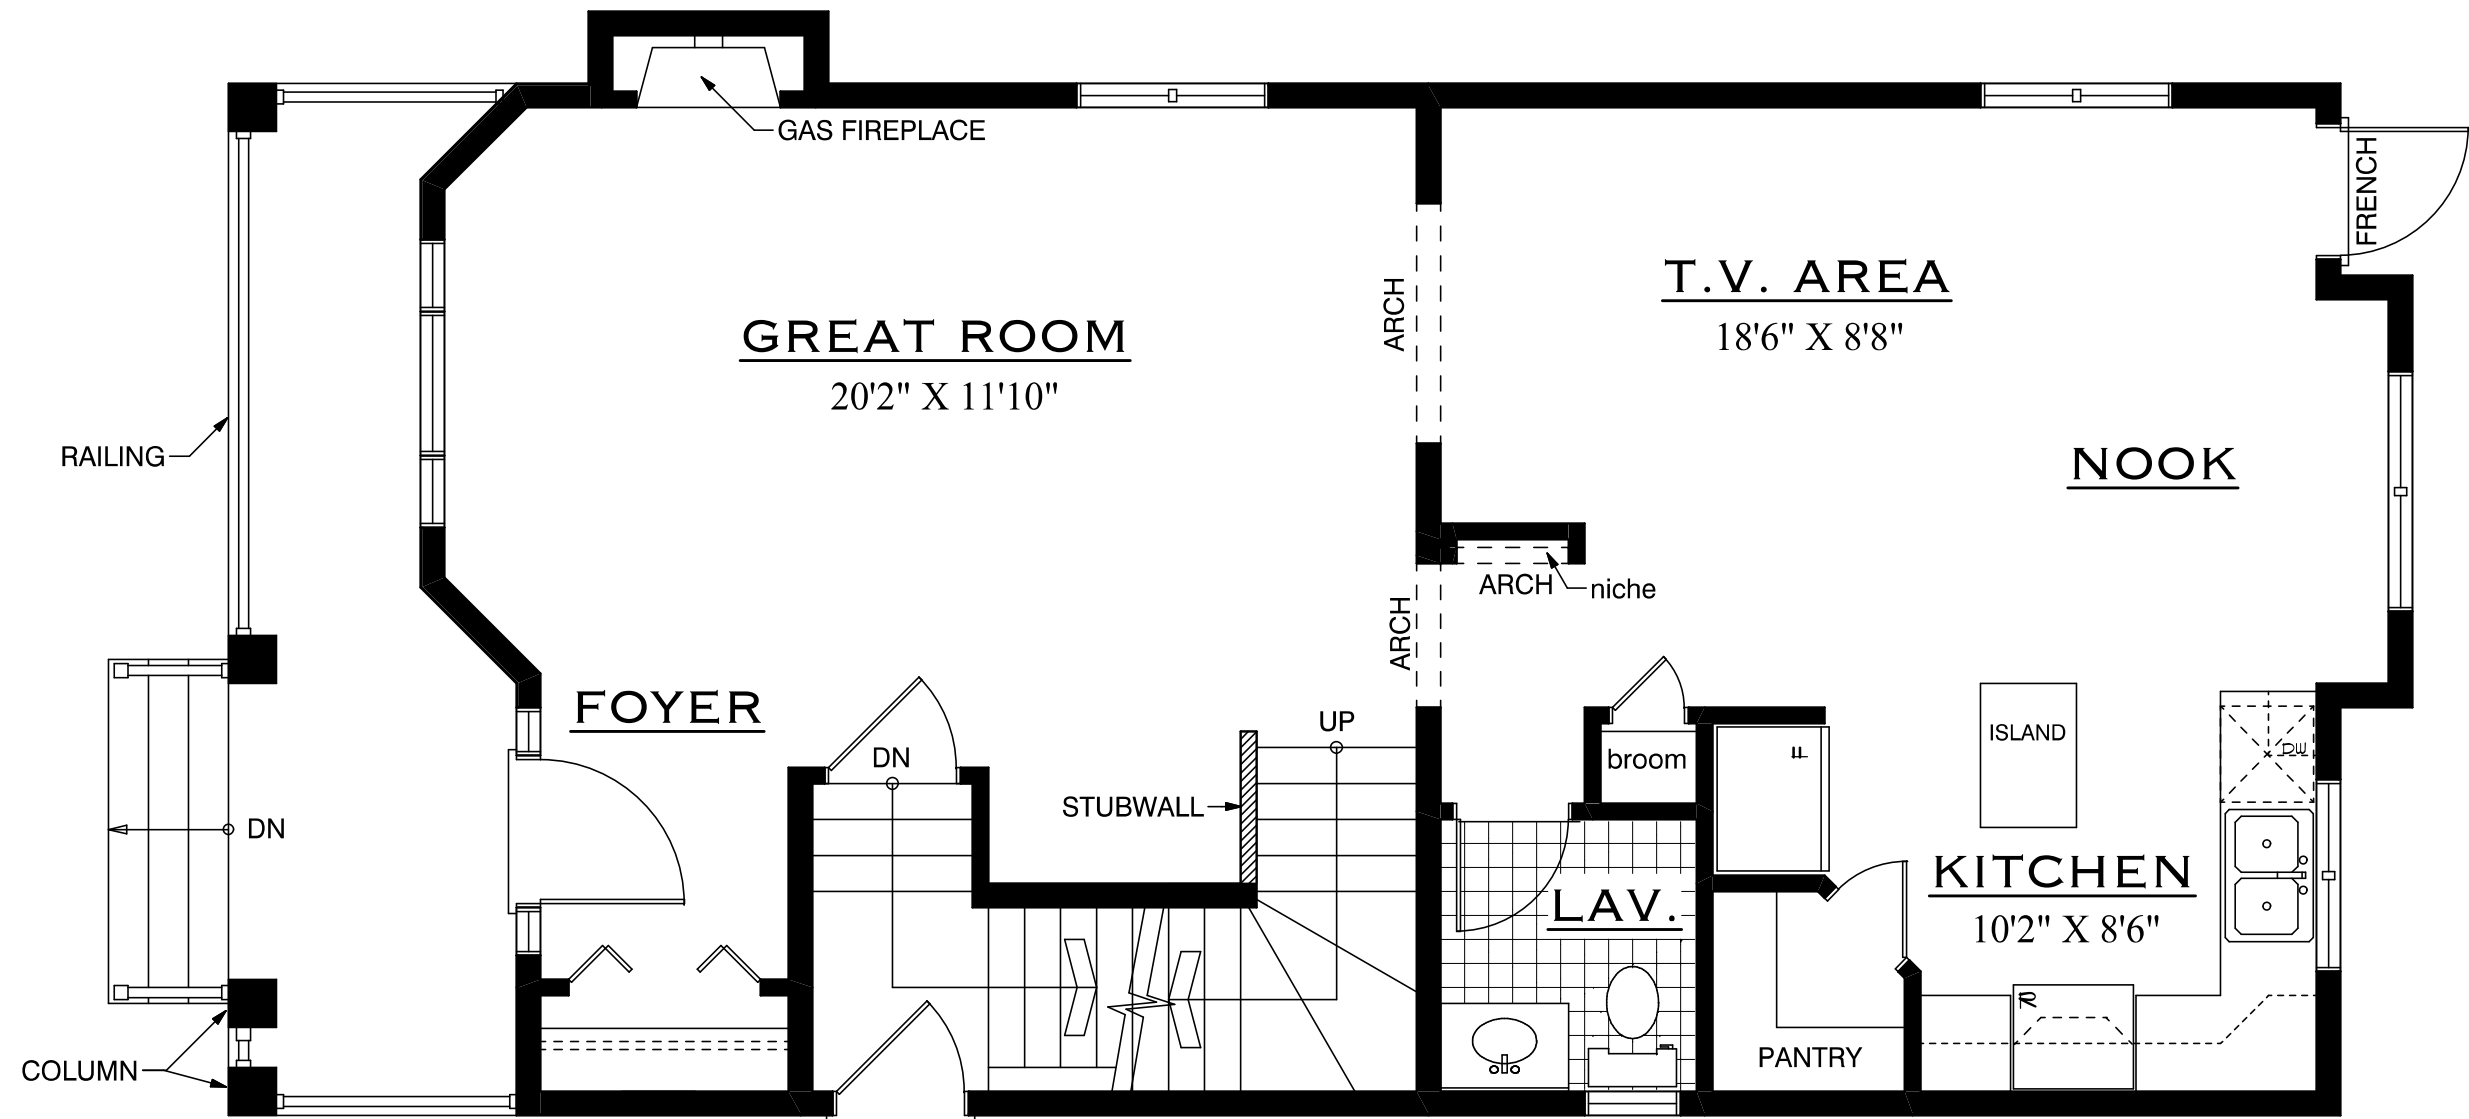 GAS FIREPLACE
FRENCH
T.V. AREA
18'6" X 8'8"
ARCH
GREAT ROOM
20'2" X 11'10"
RAILING
NOOK
ARCH
niche
ARCH
FOYER
UP
ISLAND
DN
broom
F
DW
STUBWALL
DN
KITCHEN
10'2" X 8'6"
LAV.
R
PANTRY
COLUMN